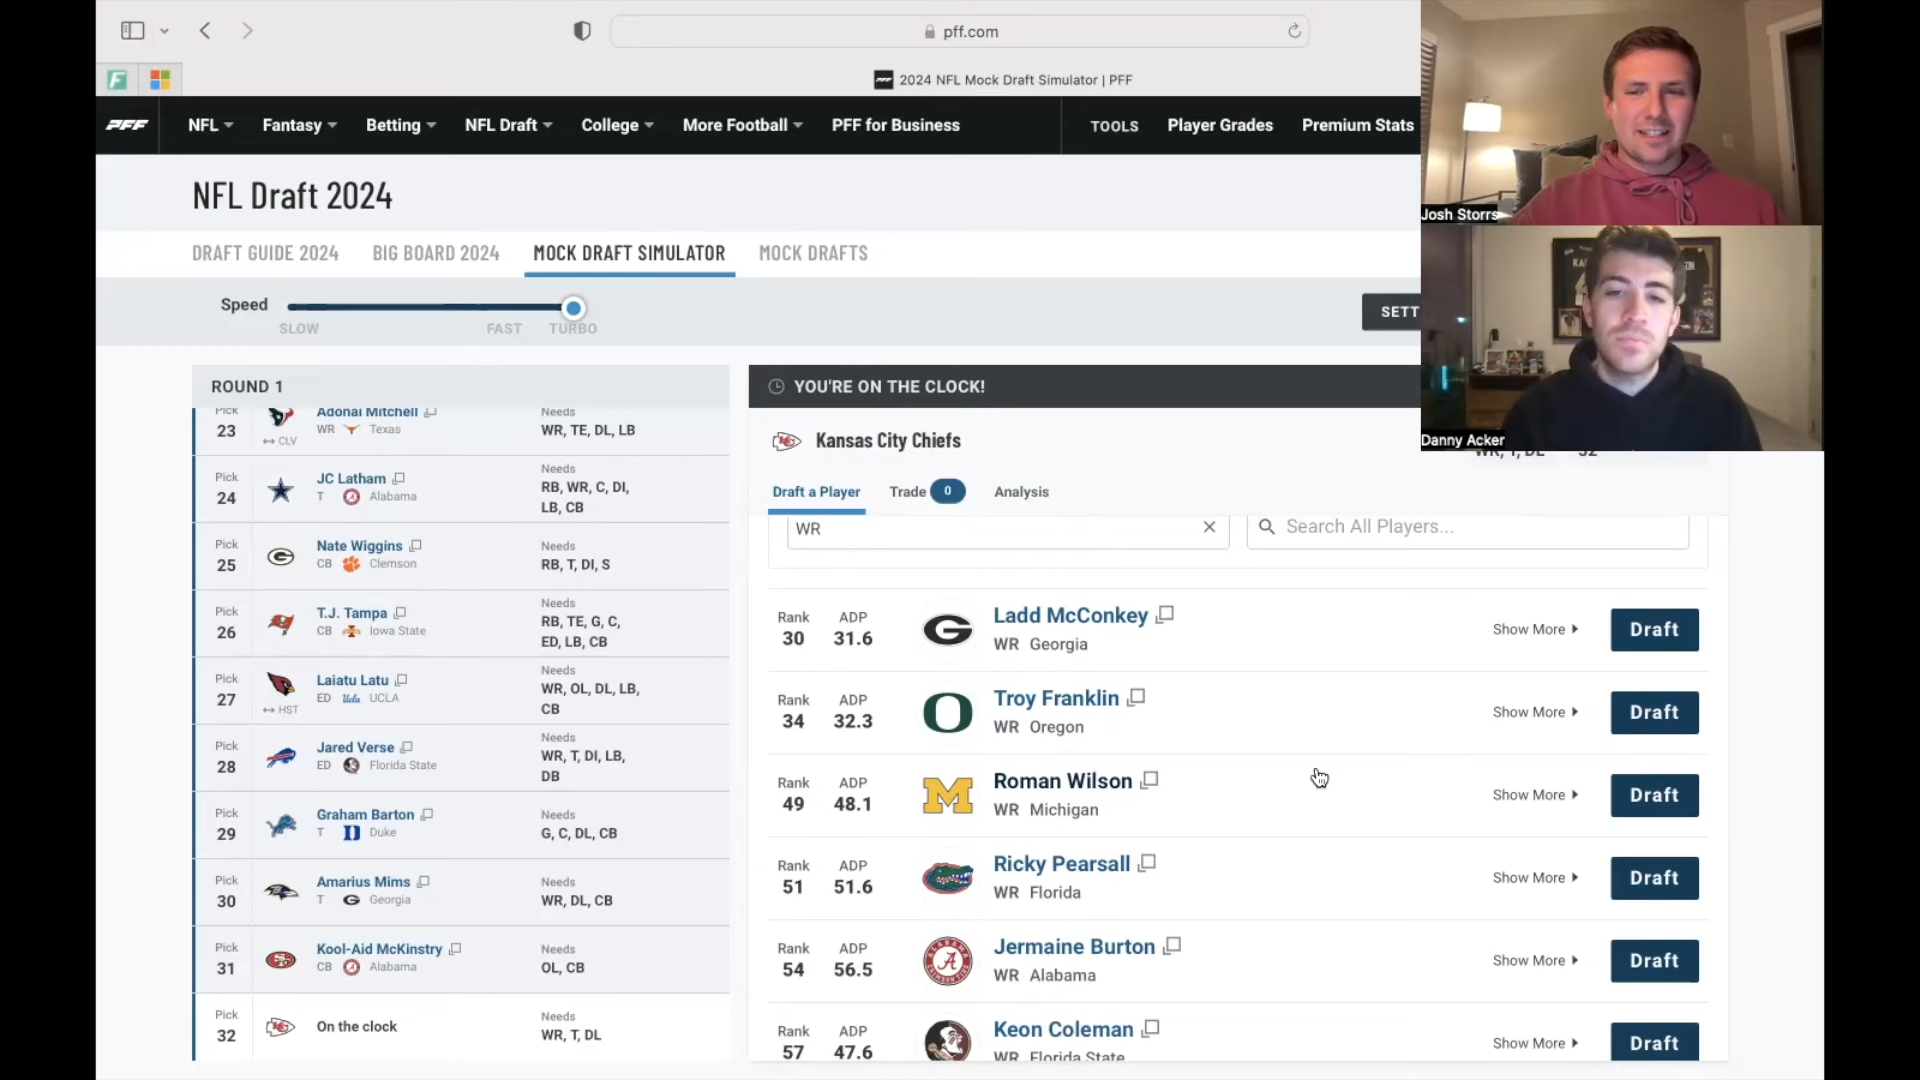 pff.com
2024 NFL Mock Draft Simulator | PFF
PFF
NFL
Fantasy
Betting
NFL Draft
College
More Football
PFF for Business
TOOLS
Player Grades
Premium Stats
Josh Storrs
Danny Acker
NFL Draft 2024
DRAFT GUIDE 2024
BIG BOARD 2024
MOCK DRAFT SIMULATOR
MOCK DRAFTS
Speed
SLOW
FAST
TURBO
SETT
ROUND 1
Pick 23
CLV
Adonai Mitchell
WR Texas
Needs
WR, TE, DL, LB
Pick 24
JC Latham
T Alabama
Needs
RB, WR, C, DI,
LB, CB
Pick 25
Nate Wiggins
CB Clemson
Needs
RB, T, DI, S
Pick 26
T.J. Tampa
CB Iowa State
Needs
RB, TE, G, C,
ED, LB, CB
Pick 27
HST
Laiatu Latu
ED Ucla UCLA
Needs
WR, OL, DL, LB,
CB
Pick 28
Jared Verse
ED Florida State
Needs
WR, T, DI, LB,
DB
Pick 29
Graham Barton
T Duke
Needs
G, C, DL, CB
Pick 30
Amarius Mims
T Georgia
Needs
WR, DL, CB
Pick 31
Kool-Aid McKinstry
CB Alabama
Needs
OL, CB
Pick 32
On the clock
Needs
WR, T, DL
YOU'RE ON THE CLOCK!
Kansas City Chiefs
WR, T, DL 32
Draft a Player
Trade 0
Analysis
WR
Search All Players...
Rank 30 ADP 31.6
Ladd McConkey
WR Georgia
Show More
Draft
Rank 34 ADP 32.3
Troy Franklin
WR Oregon
Show More
Draft
Rank 49 ADP 48.1
Roman Wilson
WR Michigan
Show More
Draft
Rank 51 ADP 51.6
Ricky Pearsall
WR Florida
Show More
Draft
Rank 54 ADP 56.5
Jermaine Burton
WR Alabama
Show More
Draft
Rank 57 ADP 47.6
Keon Coleman
WR Florida State
Show More
Draft